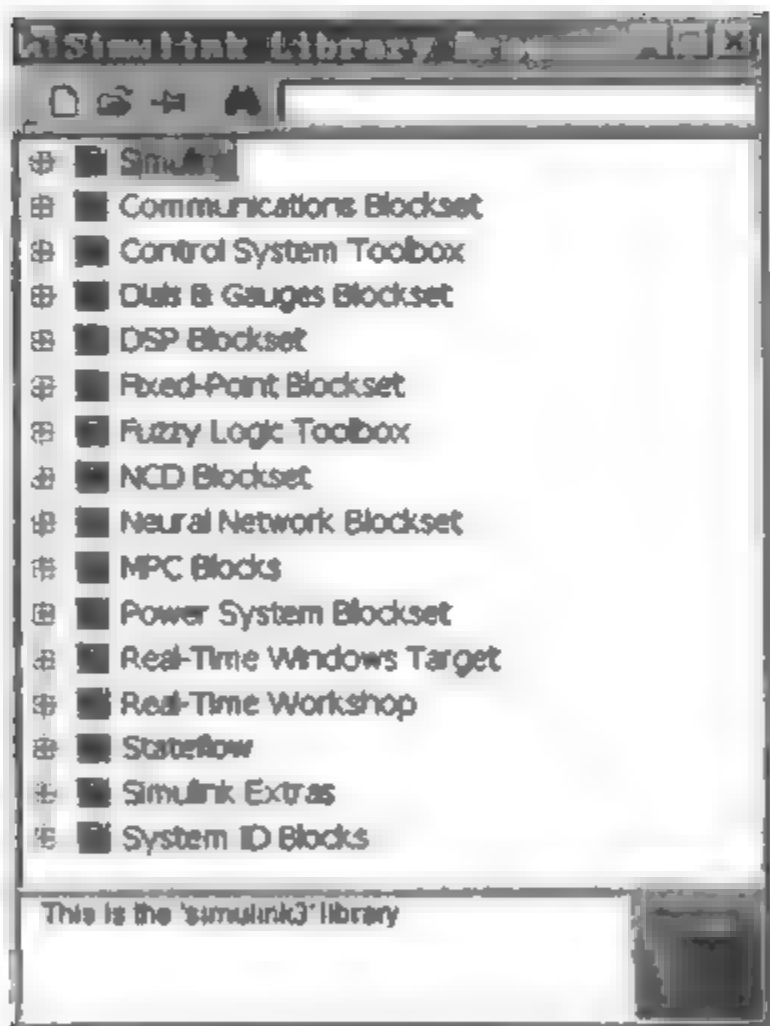 Simulink Library
Simulink
Communications Blockset
Control System Toolbox
Dials & Gauges Blockset
DSP Blockset
Fixed-Point Blockset
Fuzzy Logic Toolbox
NCD Blockset
Neural Network Blockset
MPC Blocks
Power System Blockset
Real-Time Windows Target
Real-Time Workshop
Stateflow
Simulink Extras
System ID Blocks
This is the 'simulink3' library